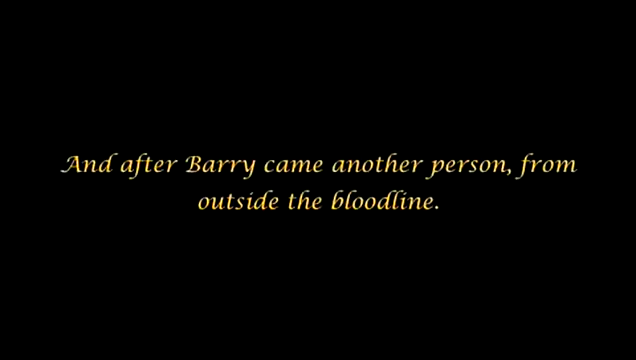 And after Barry came another person, from
outside the bloodline.